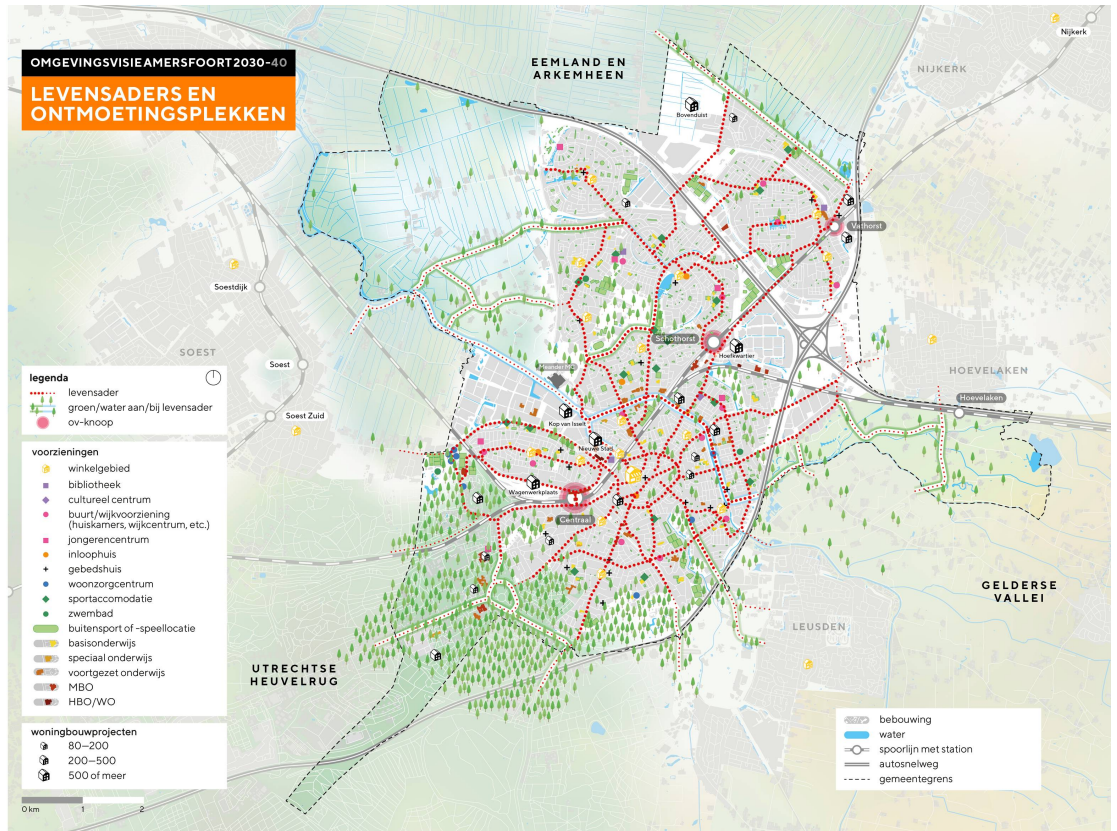 OMGEVINGSVISIEAMERSFOORT2030-40
LEVENSADERS EN
ONTMOETINGSPLEKKEN
EEMLAND EN
ARKEMHEEN
Nijkerk
NIJKERK
Bovenduist
Vathorst
Soestdijk
SOEST
Soest
Soest Zuid
Schothorst
Hoefkwartier
Meander MC
HOEVELAKEN
Hoevelaken
Kop van Isselt
Nieuwe Stad
Wagenwerkplaats
Centraal
GELDERSE
VALLEI
LEUSDEN
UTRECHTSE
HEUVELRUG
legenda
levensader
groen/water aan/bij levensader
ov-knoop
voorzieningen
winkelgebied
bibliotheek
cultureel centrum
buurt/wijkvoorziening
(huiskamers, wijkcentrum, etc.)
jongerencentrum
inloophuis
gebedshuis
woonzorgcentrum
sportaccomodatie
zwembad
buitensport of -speellocatie
basisonderwijs
speciaal onderwijs
voortgezet onderwijs
MBO
HBO/WO
woningbouwprojecten
80–200
200–500
500 of meer
0 km 1 2
bebouwing
water
spoorlijn met station
autosnelweg
gemeentegrens